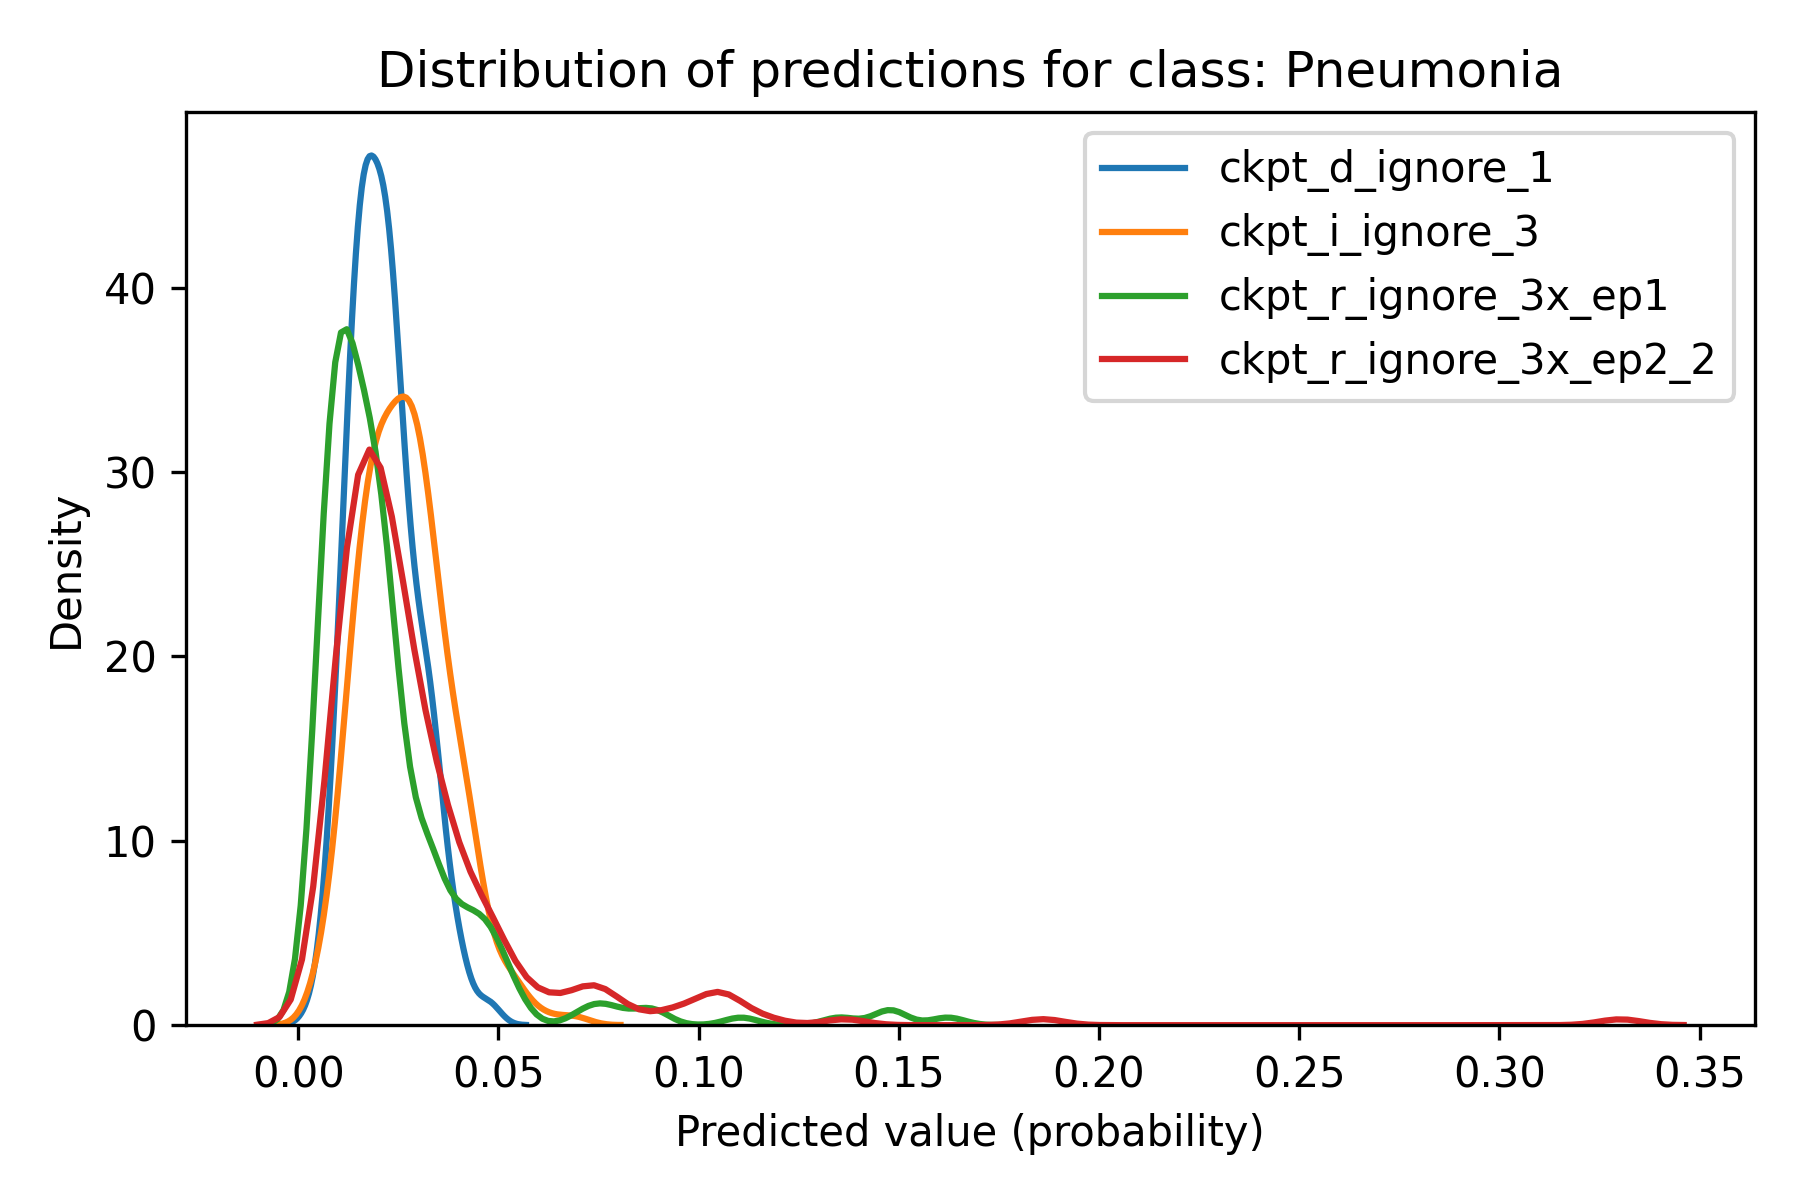 Distribution of predictions for class: Pneumonia
ckpt_d_ignore_1
ckpt_i_ignore_3
ckpt_r_ignore_3x_ep1
ckpt_r_ignore_3x_ep2_2
Density
40
30
20
10
0
0.00 0.05 0.10 0.15 0.20 0.25 0.30 0.35
Predicted value (probability)